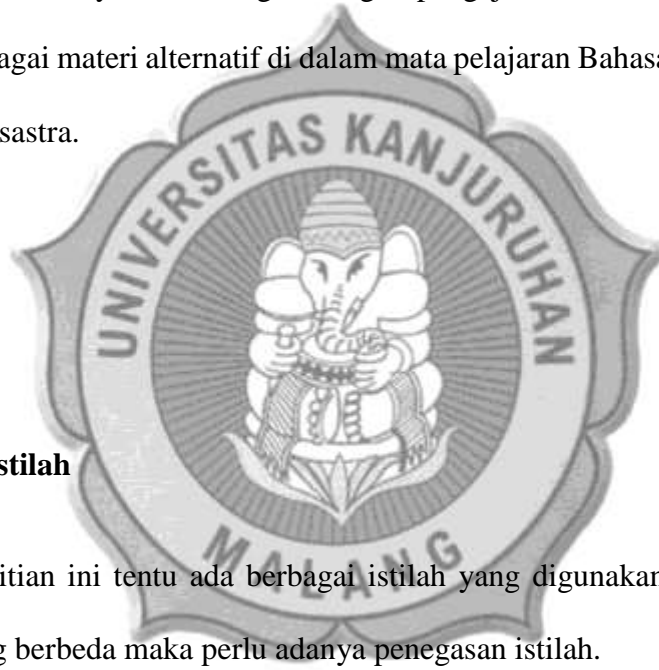 agai materi alternatif di dalam mata pelajaran Bahasa
sastra.
UNIVERSITAS KANJURUHAN
stilah
itian ini tentu ada berbagai istilah yang digunakan
g berbeda maka perlu adanya penegasan istilah.
MALANG